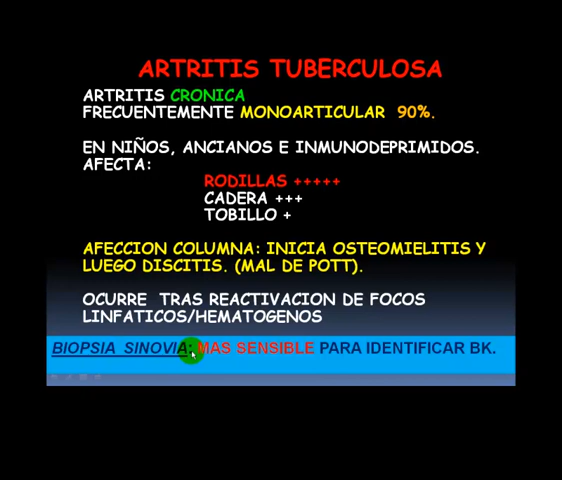 ARTRITIS TUBERCULOSA
ARTRITIS CRONICA
FRECUENTEMENTE MONOARTICULAR 90%.
EN NIÑOS, ANCIANOS E INMUNODEPRIMIDOS.
AFECTA:
RODILLAS +++++
CADERA +++
TOBILLO +
AFECCION COLUMNA: INICIA OSTEOMIELITIS Y
LUEGO DISCITIS. (MAL DE POTT).
OCURRE TRAS REACTIVACION DE FOCOS
LINFATICOS/HEMATOGENOS
BIOPSIA SINOVIA: MAS SENSIBLE PARA IDENTIFICAR BK.